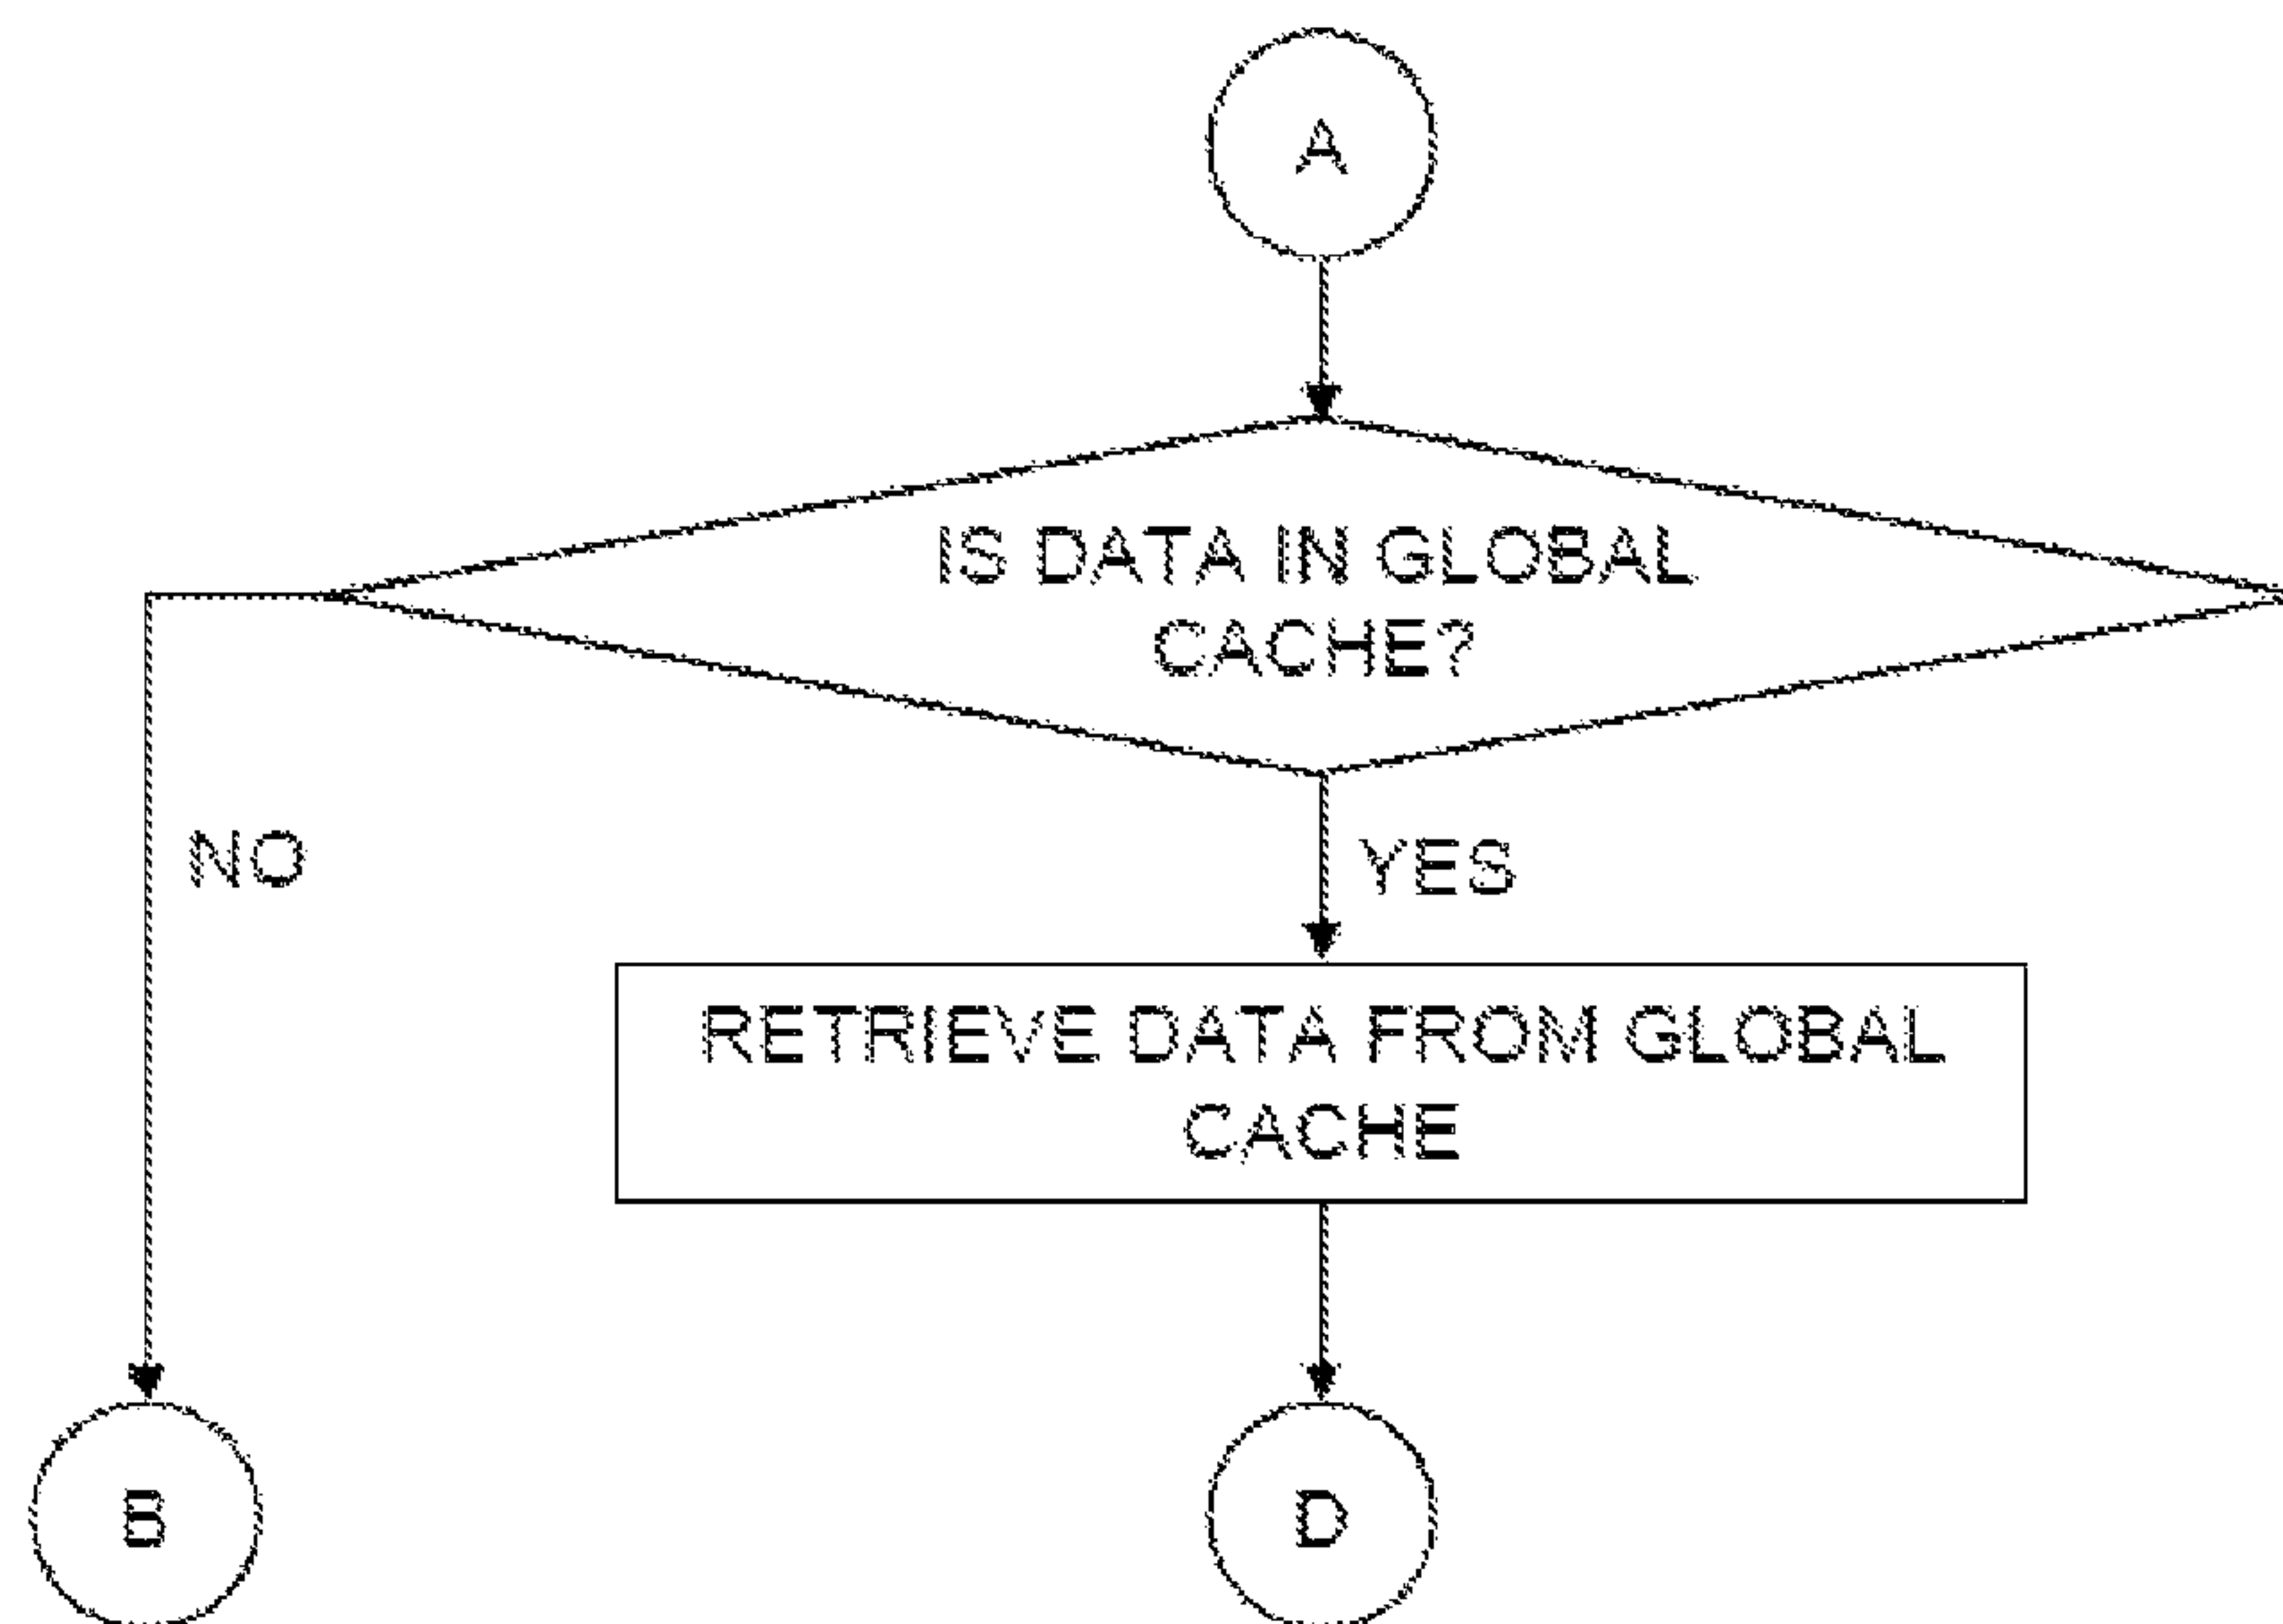 A
IS DATA IN GLOBAL
CACHE?
NO
YES
RETRIEVE DATA FROM GLOBAL
CACHE
B
D